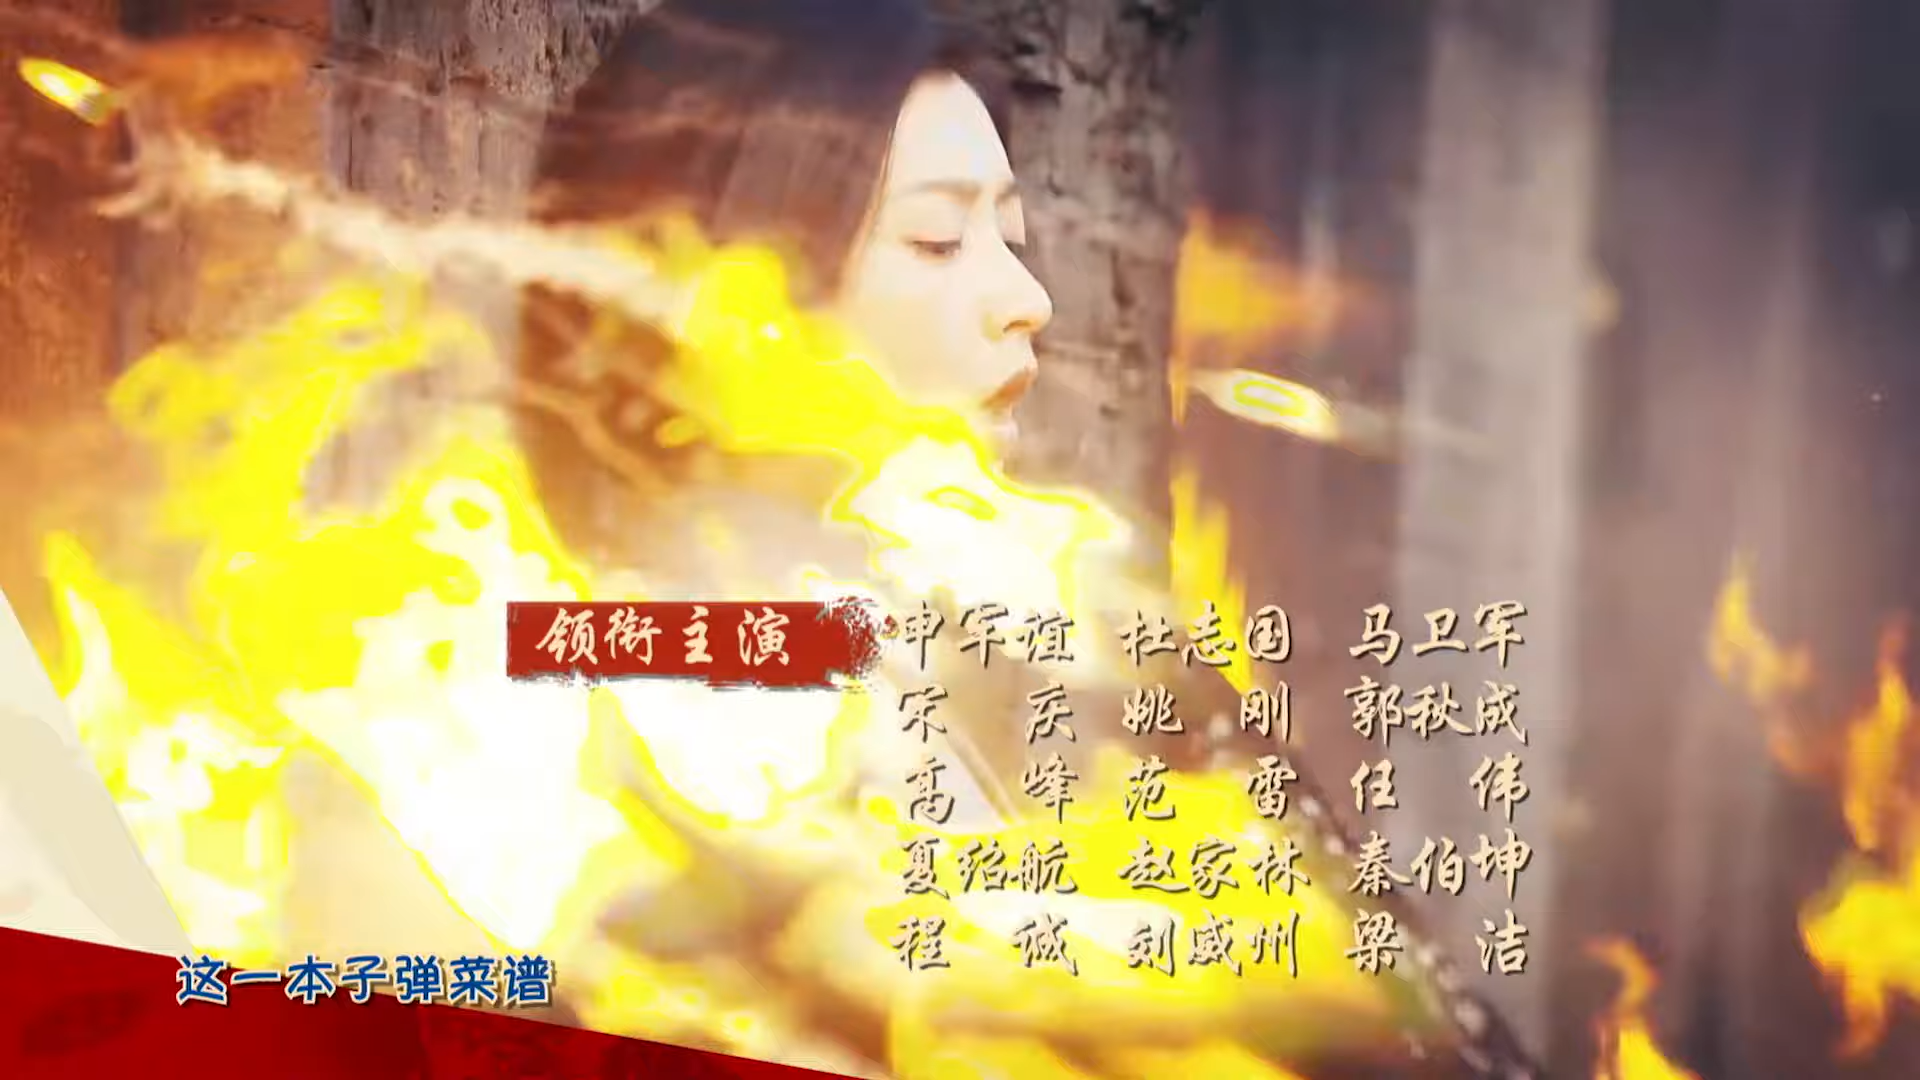 领衔主演 申军谊 杜志国 马卫军
宋庆 姚刚 郭秋成
高峰 范雷 任伟
夏绍航 赵家林 秦伯坤
程诚 刘威州 梁洁
这一本子弹菜谱